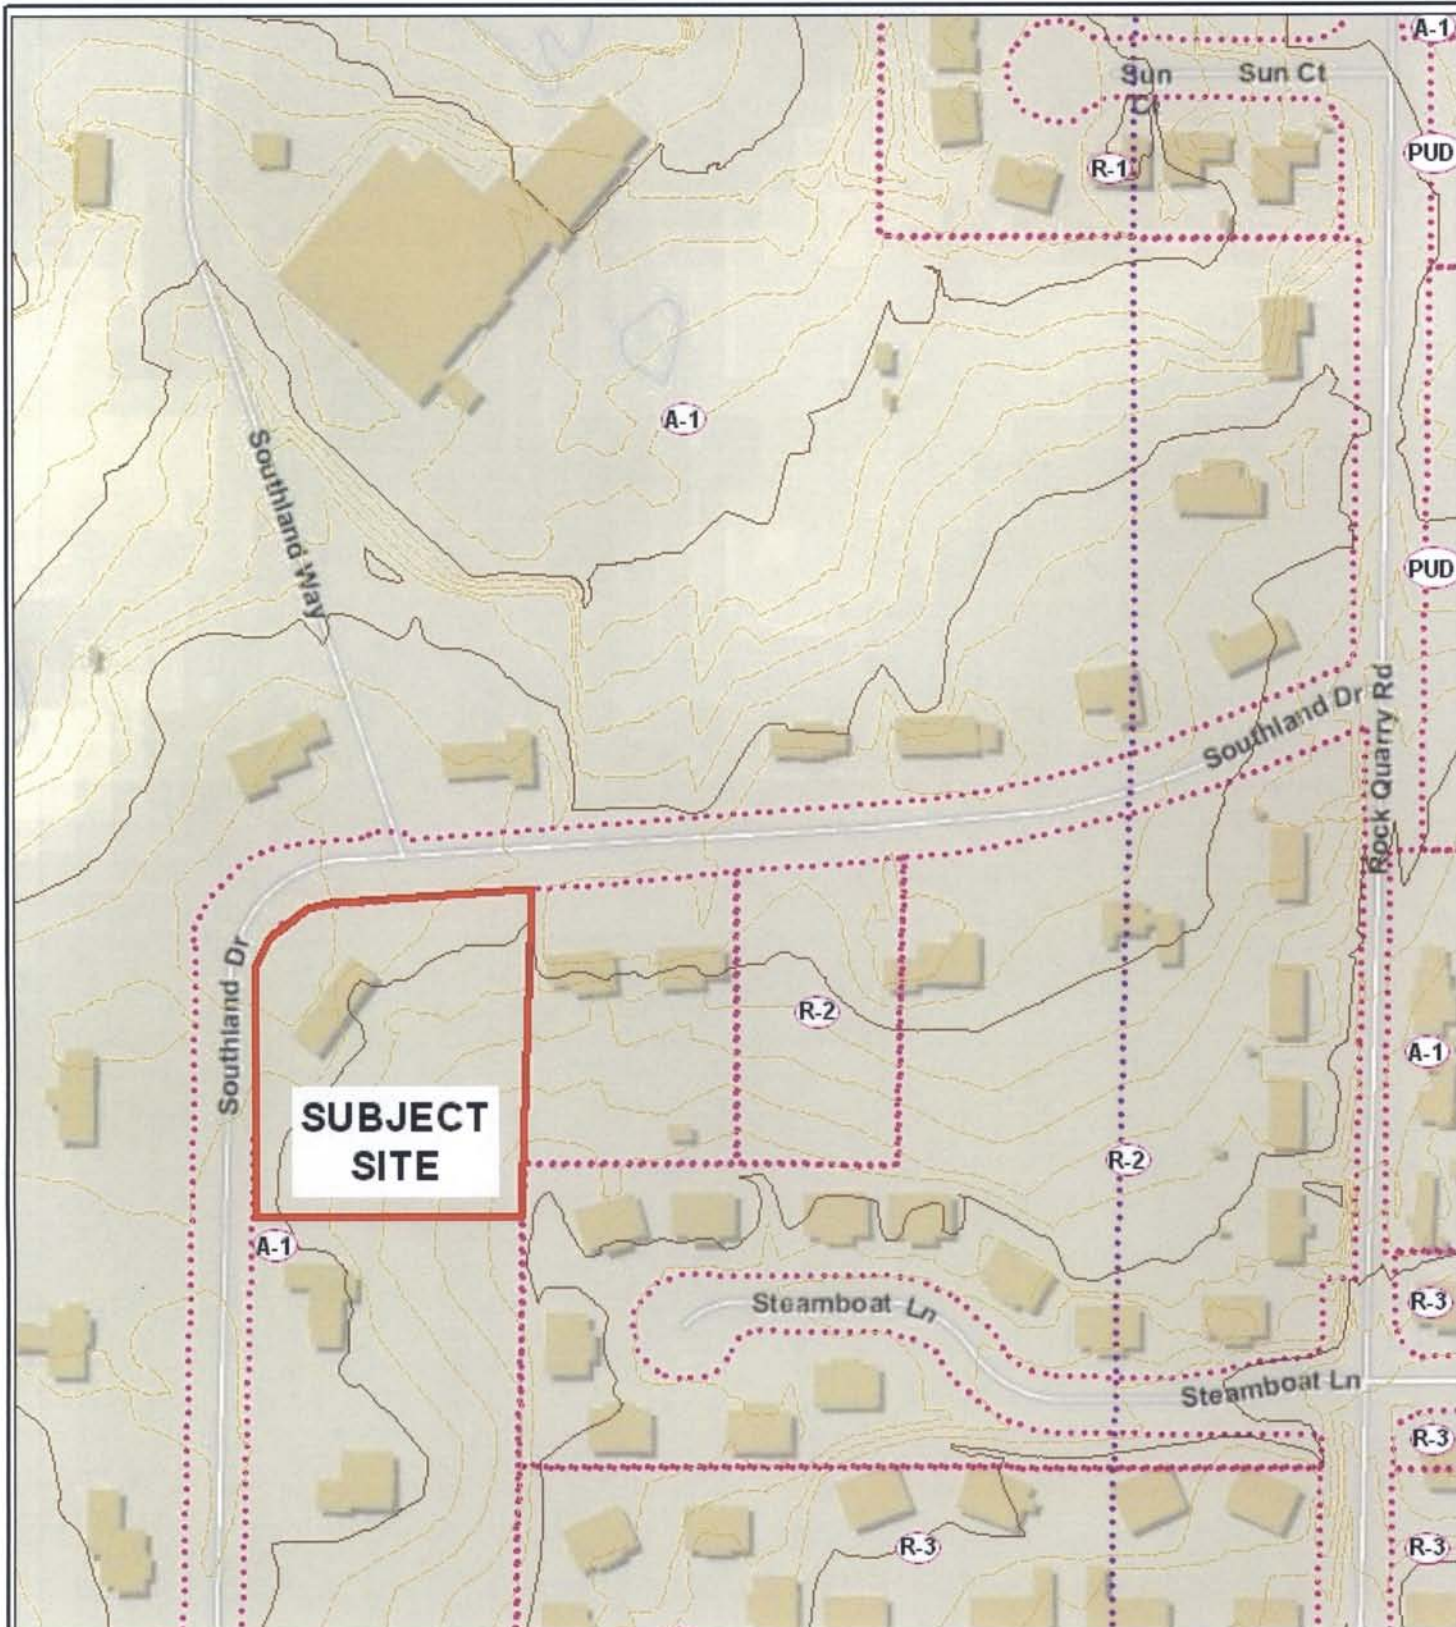 A-1
Sun
Ct
Sun Ct
PUD
R-1
A-1
Southland Way
PUD
Southland Dr
Rock Quarry Rd
Southland Dr
R-2
A-1
SUBJECT
SITE
R-2
A-1
Steamboat Ln
R-3
Steamboat Ln
R-3
R-3
R-3